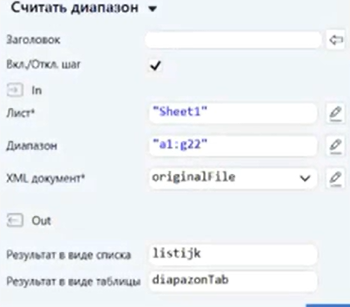 Считать диапазон
Заголовок
Вкл./Откл. шаг
In
Лист* "Sheet1"
Диапазон "a1:g22"
XML документ* originalFile
Out
Результат в виде списка listijk
Результат в виде таблицы diapazonTab